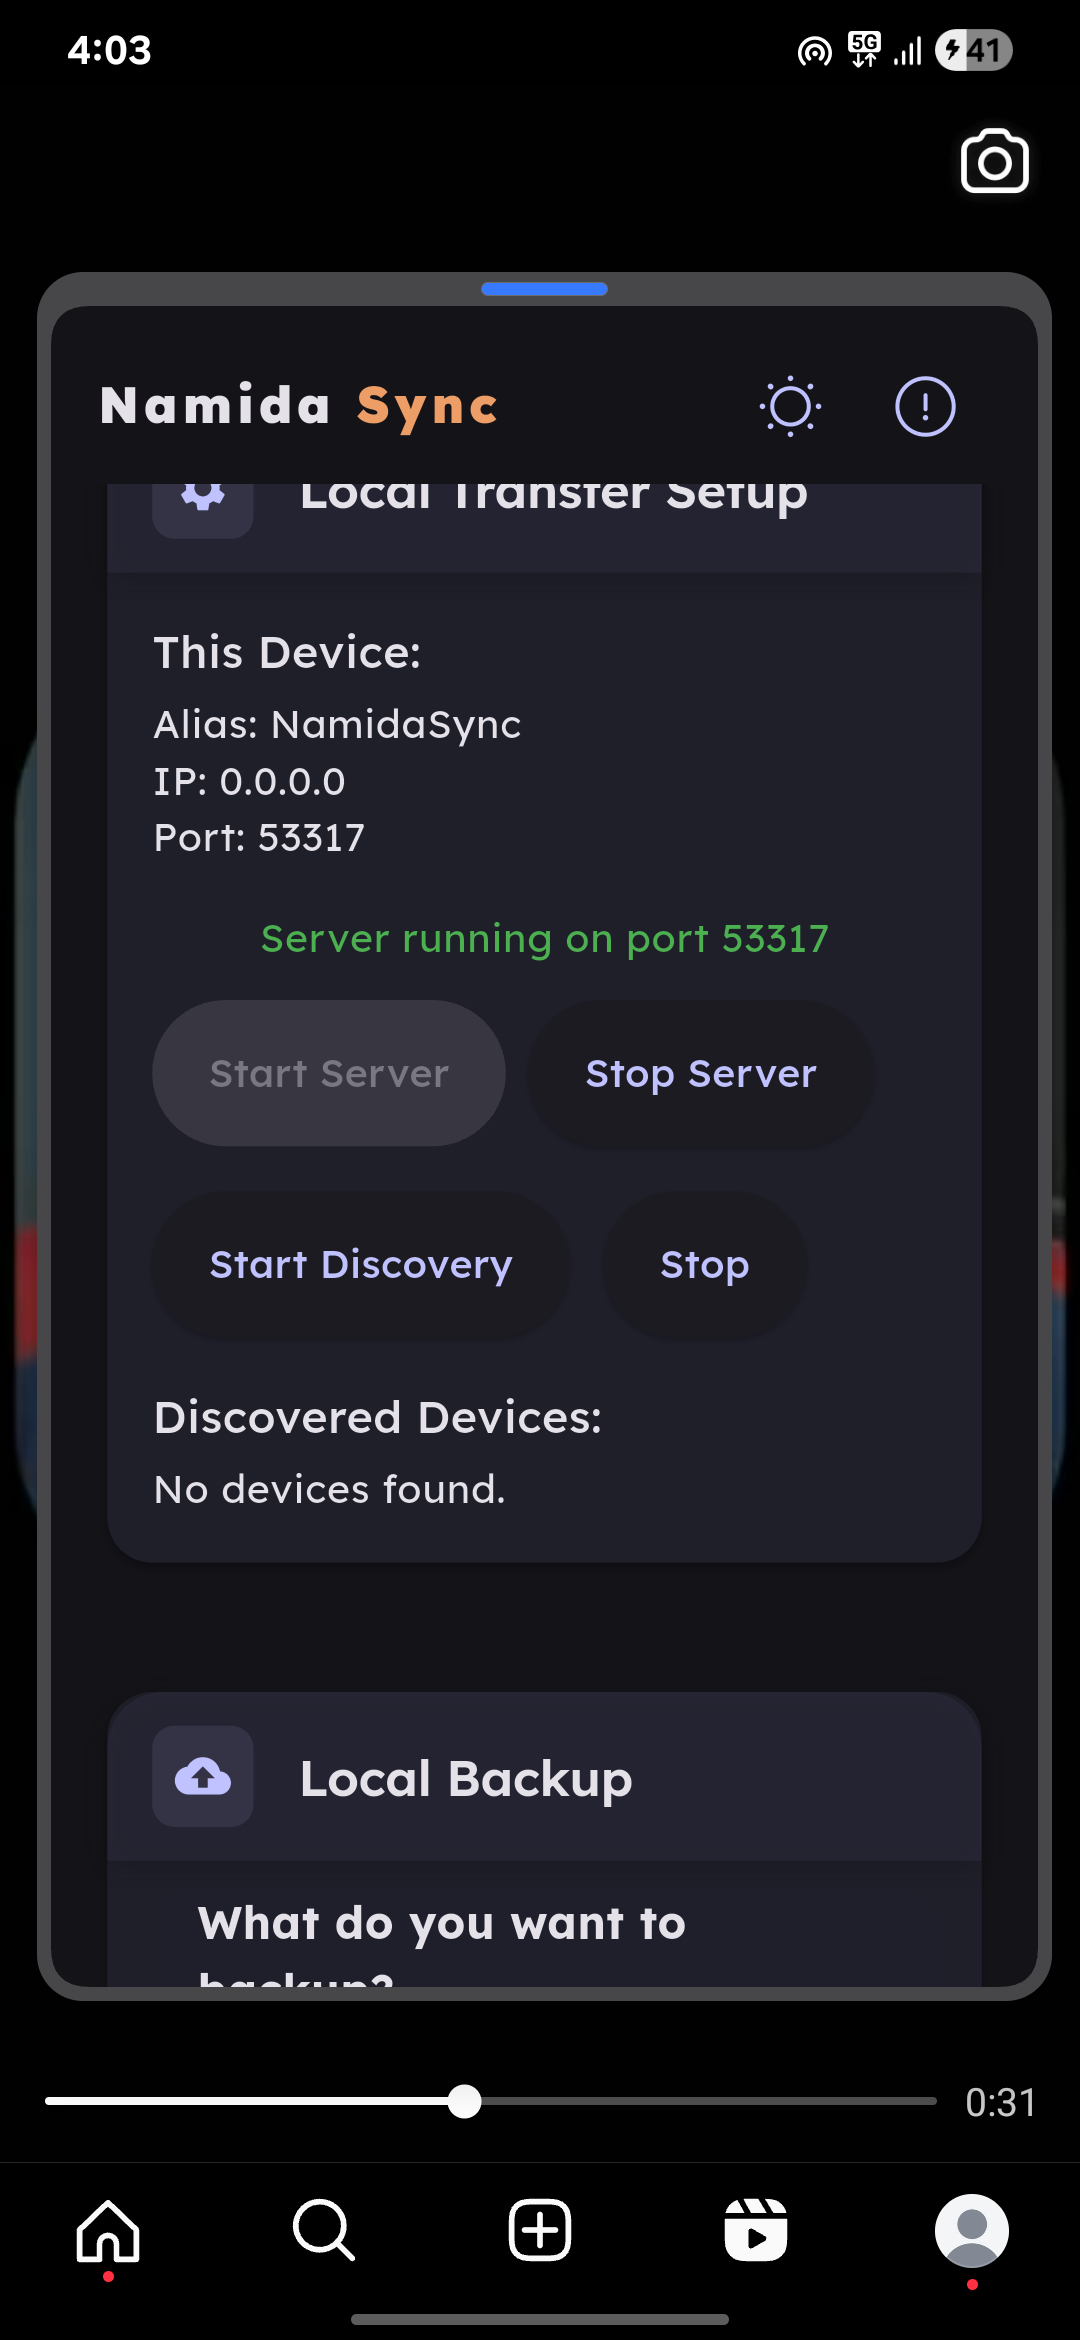 4:03
5G
41
Namida Sync
Local Transfer Setup
This Device:
Alias: NamidaSync
IP: 0.0.0.0
Port: 53317
Server running on port 53317
Start Server
Stop Server
Start Discovery
Stop
Discovered Devices:
No devices found.
Local Backup
What do you want to
backup?
0:31